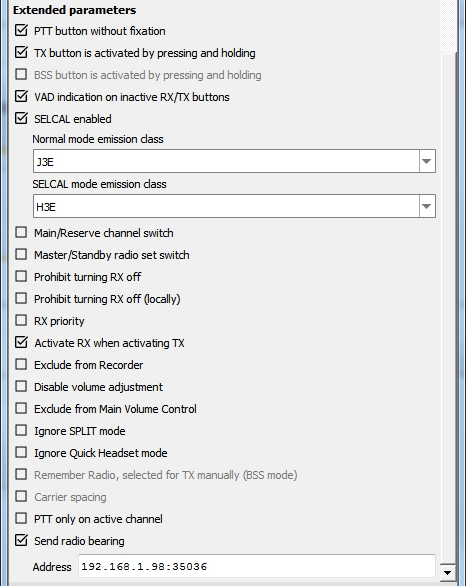 Extended parameters
PTT button without fixation
TX button is activated by pressing and holding
BSS button is activated by pressing and holding
VAD indication on inactive RX/TX buttons
SELCAL enabled
Normal mode emission class
J3E
SELCAL mode emission class
H3E
Main/Reserve channel switch
Master/Standby radio set switch
Prohibit turning RX off
Prohibit turning RX off (locally)
RX priority
Activate RX when activating TX
Exclude from Recorder
Disable volume adjustment
Exclude from Main Volume Control
Ignore SPLIT mode
Ignore Quick Headset mode
Remember Radio, selected for TX manually (BSS mode)
Carrier spacing
PTT only on active channel
Send radio bearing
Address 192.168.1.98:35036